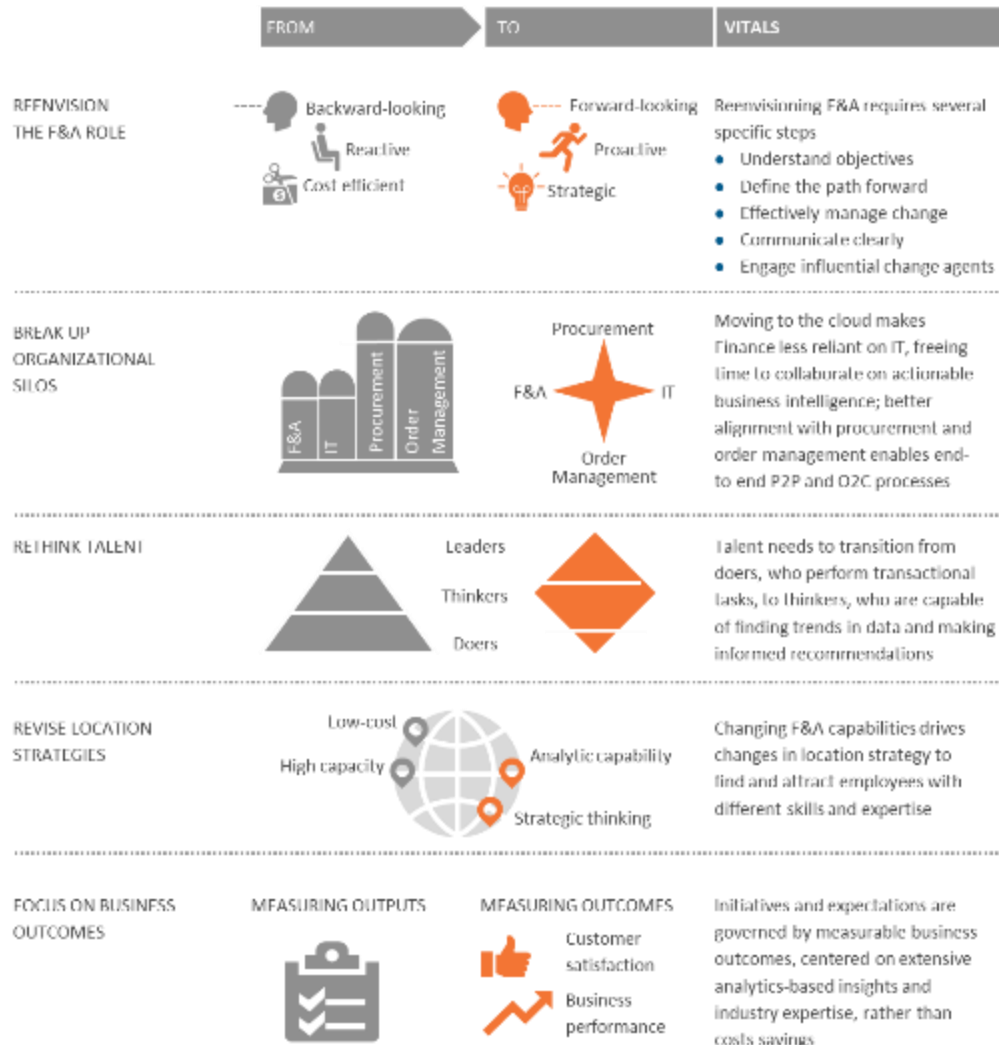 FROM
TO
VITALS
REENVISION
THE F&A ROLE
Backward-looking
Reactive
Cost efficient
Forward-looking
Proactive
Strategic
Reenvisioning F&A requires several
specific steps
Understand objectives
Define the path forward
Effectively manage change
Communicate clearly
Engage influential change agents
BREAK UP
ORGANIZATIONAL
SILOS
F&A
IT
Procurement
Order
Management
Procurement
F&A
IT
Order
Management
Moving to the cloud makes
Finance less reliant on IT, freeing
time to collaborate on actionable
business intelligence; better
alignment with procurement and
order management enables end-
to end P2P and O2C processes
RETHINK TALENT
Leaders
Thinkers
Doers
Talent needs to transition from
doers, who perform transactional
tasks, to thinkers, who are capable
of finding trends in data and making
informed recommendations
REVISE LOCATION
STRATEGIES
Low-cost
High capacity
Analytic capability
Strategic thinking
Changing F&A capabilities drives
changes in location strategy to
find and attract employees with
different skills and expertise
FOCUS ON BUSINESS
OUTCOMES
MEASURING OUTPUTS
MEASURING OUTCOMES
Customer
satisfaction
Business
performance
Initiatives and expectations are
governed by measurable business
outcomes, centered on extensive
analytics-based insights and
industry expertise, rather than
costs savings